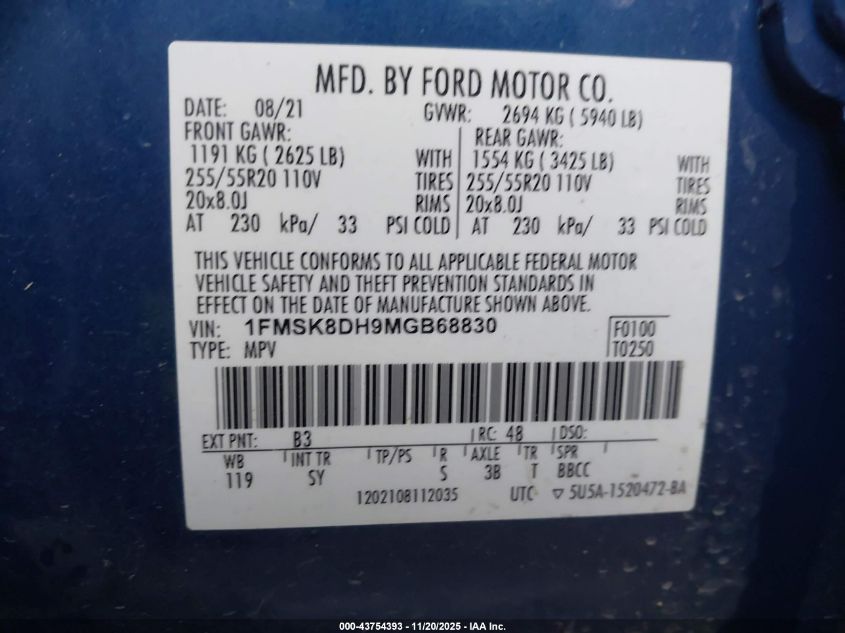 MFD. BY FORD MOTOR CO.
DATE: 08/21 GVWR: 2694 KG ( 5940 LB)
FRONT GAWR: REAR GAWR:
1191 KG ( 2625 LB) WITH 1554 KG ( 3425 LB) WITH
255/55R20 110V TIRES 255/55R20 110V TIRES
20x8.0J RIMS 20x8.0J RIMS
AT 230 kPa/ 33 PSI COLD AT 230 kPa/ 33 PSI COLD
THIS VEHICLE CONFORMS TO ALL APPLICABLE FEDERAL MOTOR
VEHICLE SAFETY AND THEFT PREVENTION STANDARDS IN
EFFECT ON THE DATE OF MANUFACTURE SHOWN ABOVE.
VIN: 1FMSK8DH9MGB68830 F0100
TYPE: MPV T0250
EXT PNT: B3 RC: 48 DSO:
WB INT TR TP/PS R AXLE TR SPR
119 SY S 3B T BBCC
1202108112035 UTC ▽ 5U5A-1520472-BA
000-43754393 - 11/20/2025 - IAA Inc.